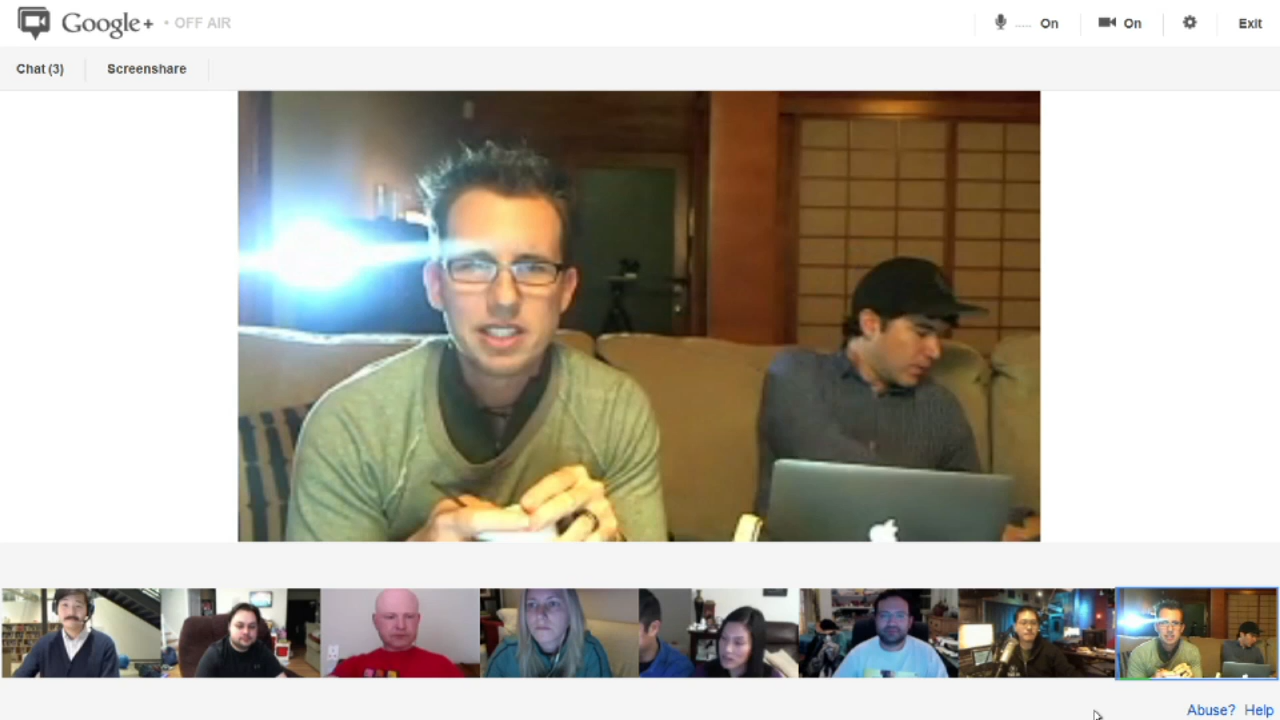 Google+ • OFF AIR
On
On
Exit
Chat (3)
Screenshare
Abuse? Help